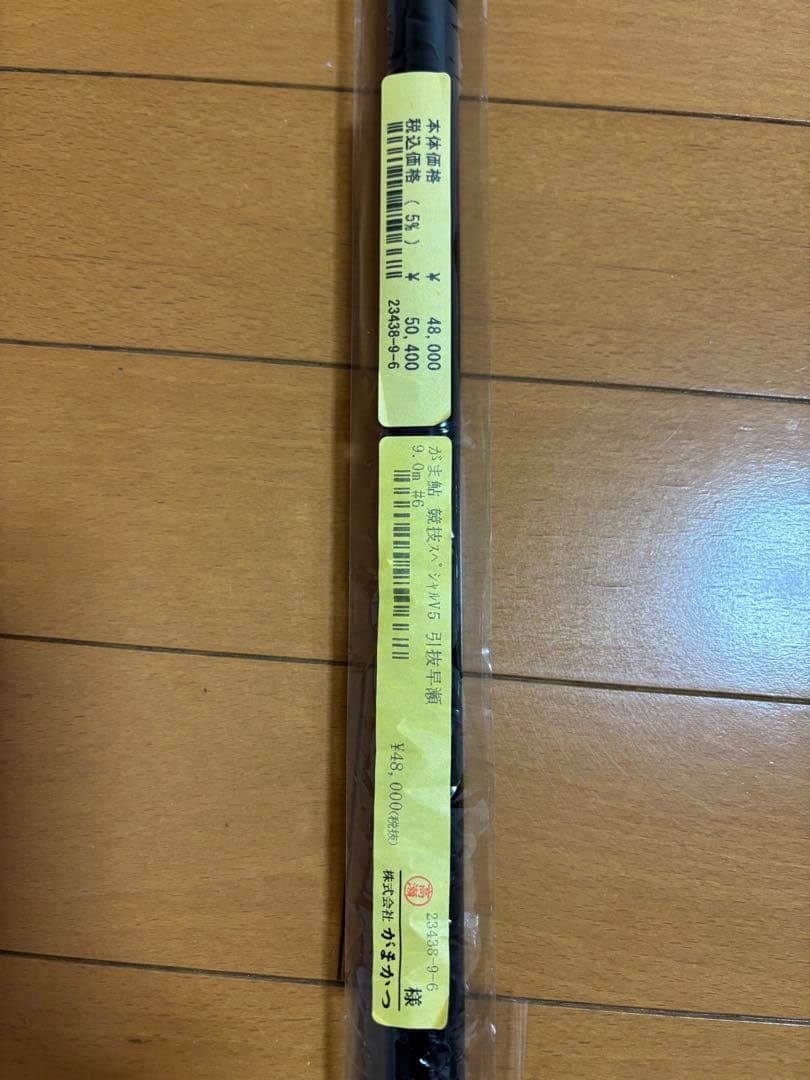 本体価格 ¥ 48,000
税込価格 (5%) ¥ 50,400
23438-9-6
がま鮎 競技ｽﾍﾟｼｬﾙV5 引抜早瀬
9.0m #6
¥48,000(税抜)
23438-9-6
高瀬
様
株式会社 がまかつ